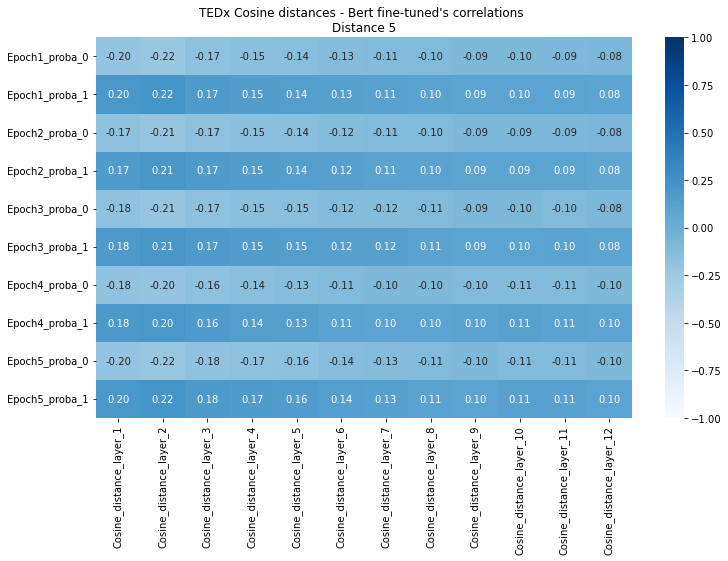 TEDx Cosine distances - Bert fine-tuned's correlations
Distance 5
Epoch1_proba_0 -0.20 -0.22 -0.17 -0.15 -0.14 -0.13 -0.11 -0.10 -0.09 -0.10 -0.09 -0.08
Epoch1_proba_1 0.20 0.22 0.17 0.15 0.14 0.13 0.11 0.10 0.09 0.10 0.09 0.08
Epoch2_proba_0 -0.17 -0.21 -0.17 -0.15 -0.14 -0.12 -0.11 -0.10 -0.09 -0.09 -0.09 -0.08
Epoch2_proba_1 0.17 0.21 0.17 0.15 0.14 0.12 0.11 0.10 0.09 0.09 0.09 0.08
Epoch3_proba_0 -0.18 -0.21 -0.17 -0.15 -0.15 -0.12 -0.12 -0.11 -0.09 -0.10 -0.10 -0.08
Epoch3_proba_1 0.18 0.21 0.17 0.15 0.15 0.12 0.12 0.11 0.09 0.10 0.10 0.08
Epoch4_proba_0 -0.18 -0.20 -0.16 -0.14 -0.13 -0.11 -0.10 -0.10 -0.10 -0.11 -0.11 -0.10
Epoch4_proba_1 0.18 0.20 0.16 0.14 0.13 0.11 0.10 0.10 0.10 0.11 0.11 0.10
Epoch5_proba_0 -0.20 -0.22 -0.18 -0.17 -0.16 -0.14 -0.13 -0.11 -0.10 -0.11 -0.11 -0.10
Epoch5_proba_1 0.20 0.22 0.18 0.17 0.16 0.14 0.13 0.11 0.10 0.11 0.11 0.10
Cosine_distance_layer_1
Cosine_distance_layer_2
Cosine_distance_layer_3
Cosine_distance_layer_4
Cosine_distance_layer_5
Cosine_distance_layer_6
Cosine_distance_layer_7
Cosine_distance_layer_8
Cosine_distance_layer_9
Cosine_distance_layer_10
Cosine_distance_layer_11
Cosine_distance_layer_12
1.00
0.75
0.50
0.25
0.00
−0.25
−0.50
−0.75
−1.00